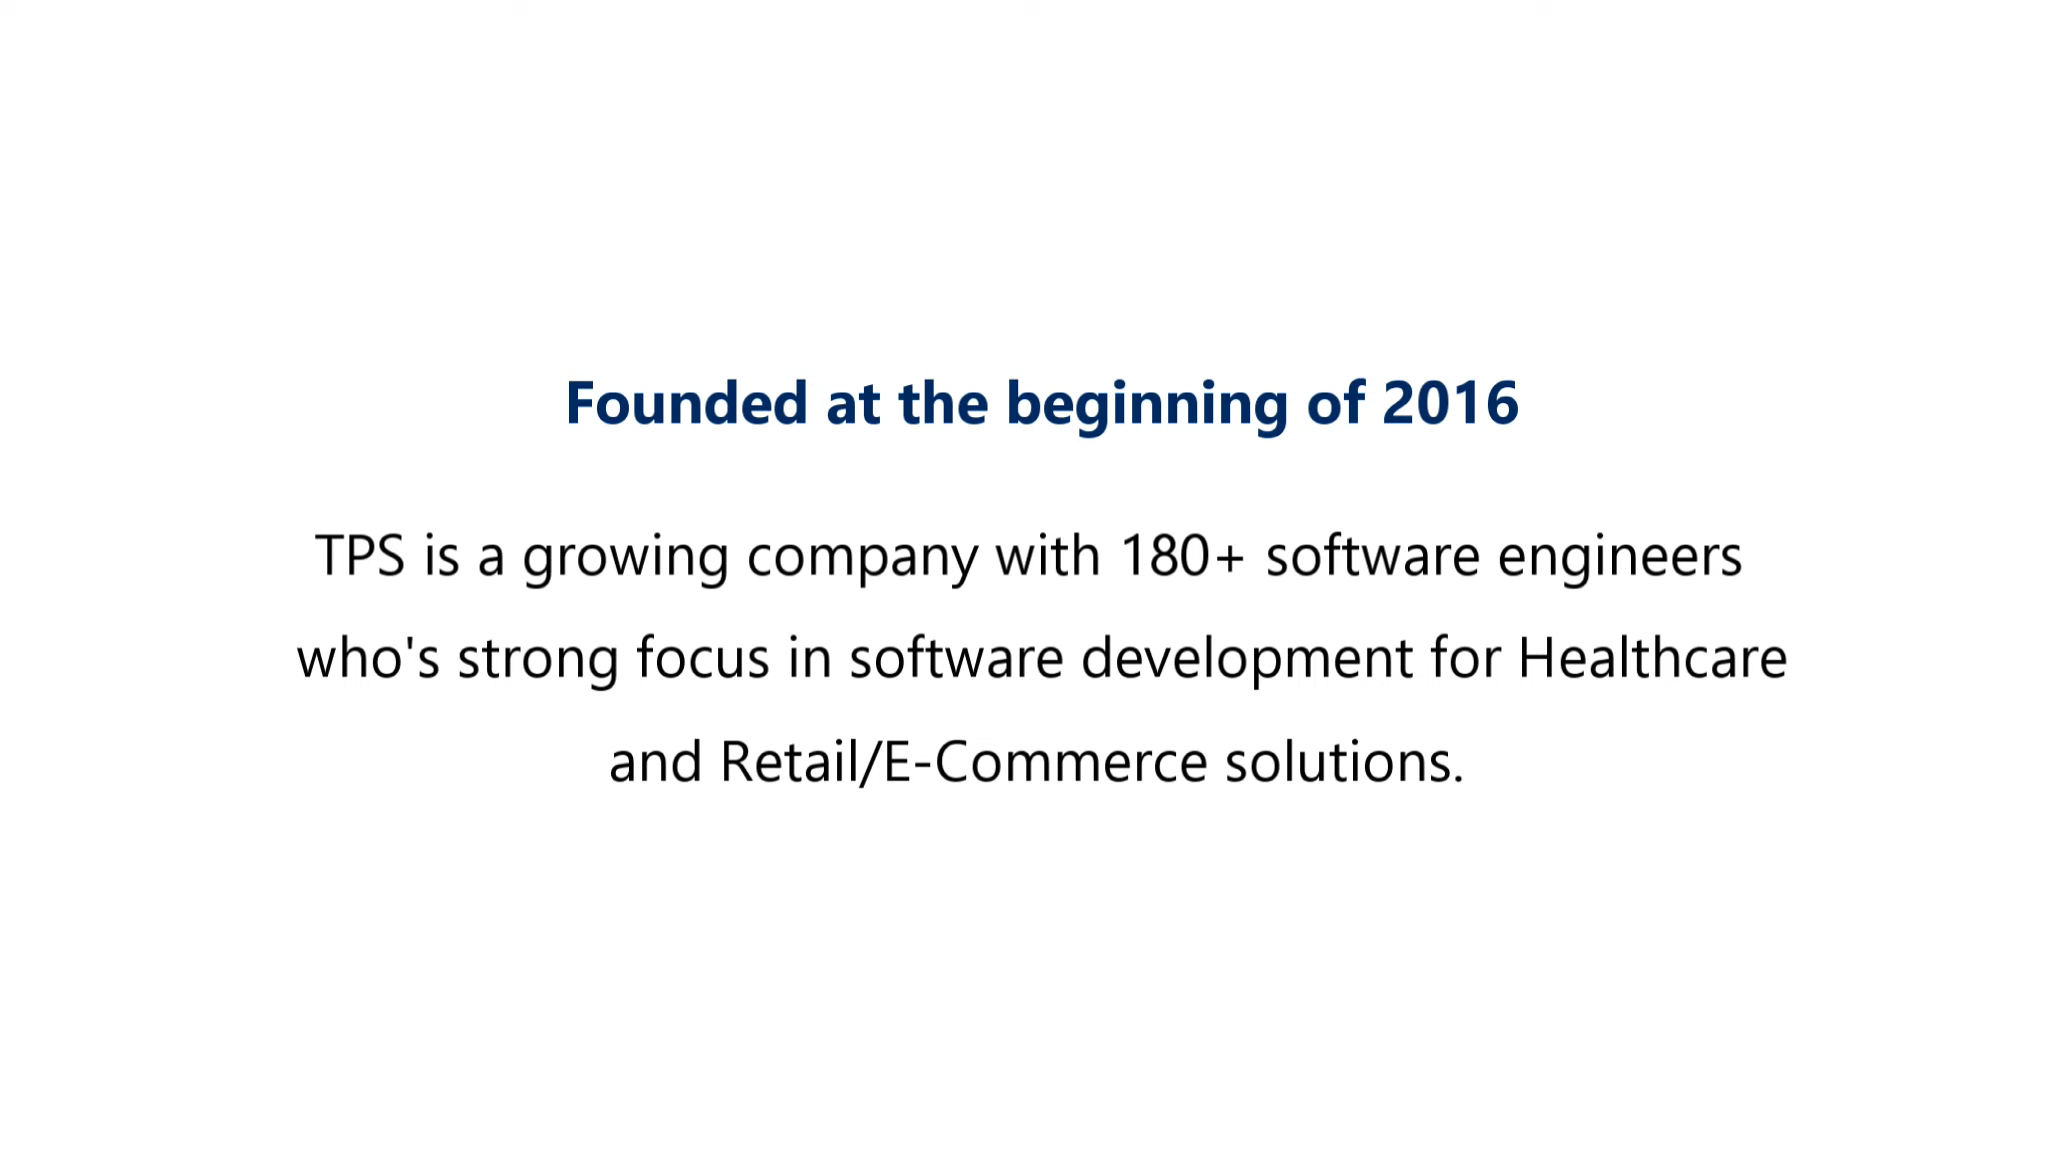 Founded at the beginning of 2016
TPS is a growing company with 180+ software engineers
who's strong focus in software development for Healthcare
and Retail/E-Commerce solutions.